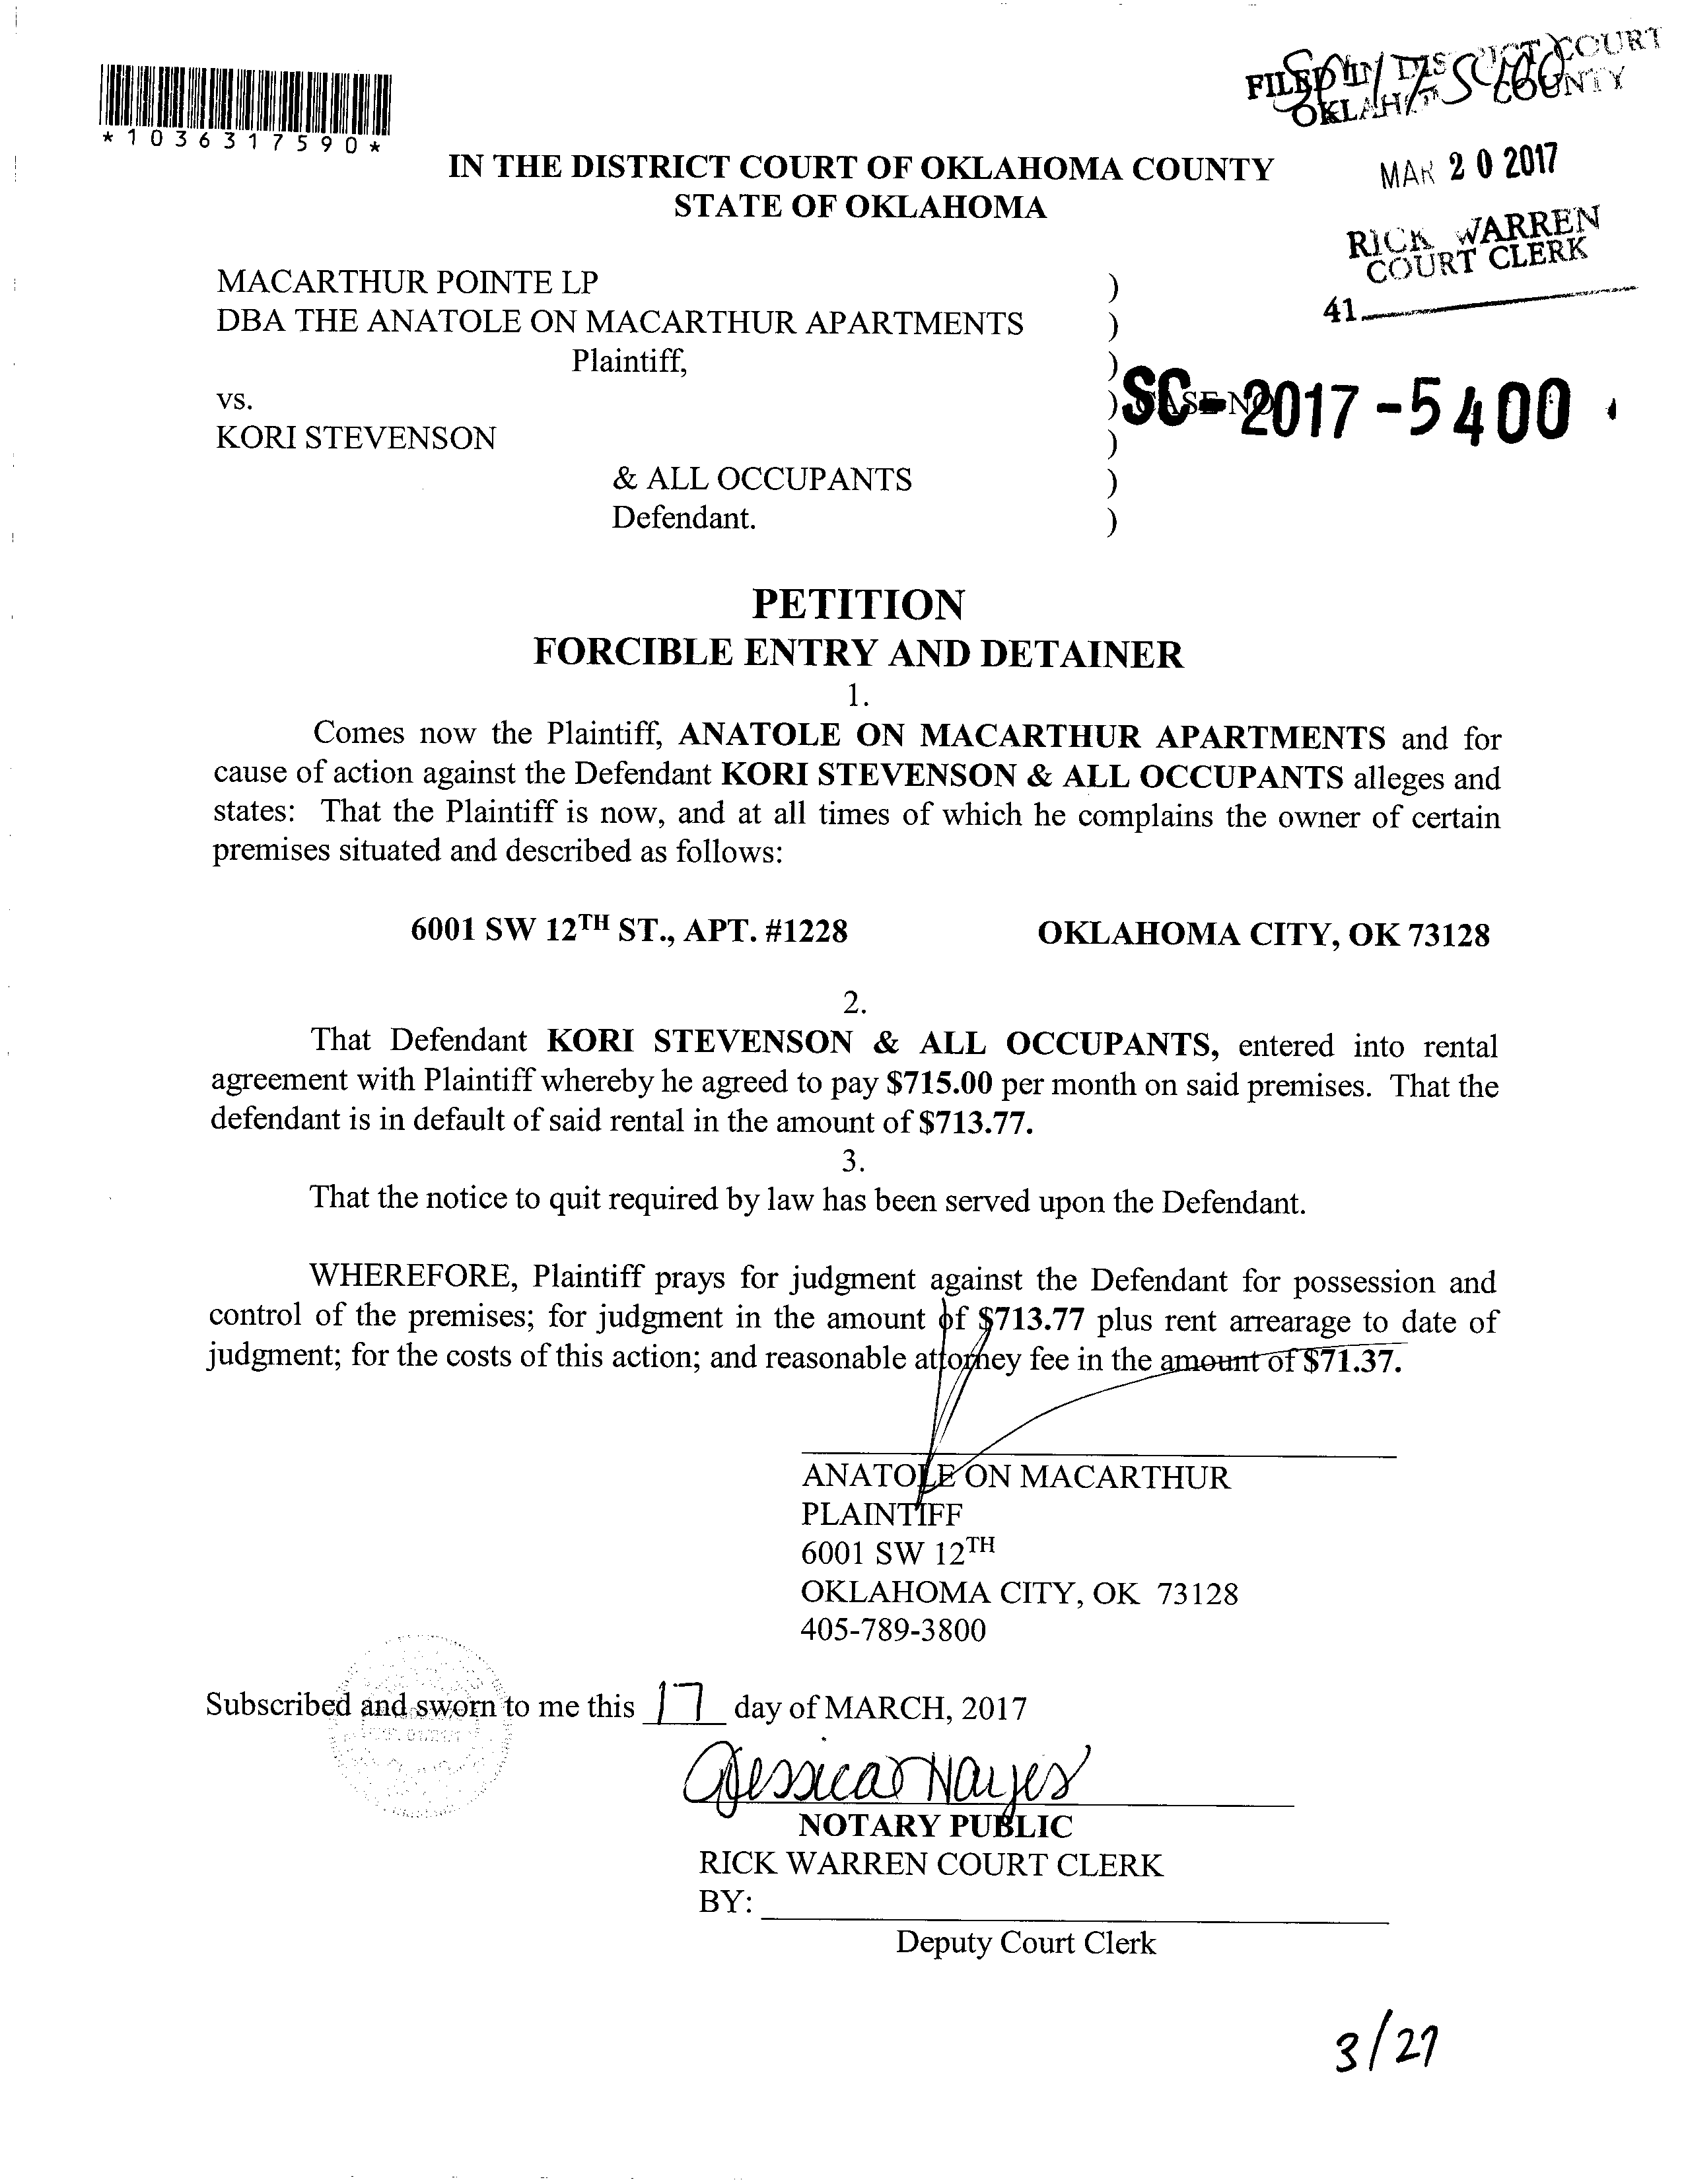 *1036317590*
FILED IN DISTRICT COURT
OKLAHOMA COUNTY
MAR 20 2017
RICK WARREN
COURT CLERK
41
IN THE DISTRICT COURT OF OKLAHOMA COUNTY
STATE OF OKLAHOMA
MACARTHUR POINTE LP )
DBA THE ANATOLE ON MACARTHUR APARTMENTS )
Plaintiff, )
vs. ) CASE NO SC-2017-5400
KORI STEVENSON )
& ALL OCCUPANTS )
Defendant. )
PETITION
FORCIBLE ENTRY AND DETAINER
1.
Comes now the Plaintiff, ANATOLE ON MACARTHUR APARTMENTS and for
cause of action against the Defendant KORI STEVENSON & ALL OCCUPANTS alleges and
states: That the Plaintiff is now, and at all times of which he complains the owner of certain
premises situated and described as follows:
6001 SW 12TH ST., APT. #1228 OKLAHOMA CITY, OK 73128
2.
That Defendant KORI STEVENSON & ALL OCCUPANTS, entered into rental
agreement with Plaintiff whereby he agreed to pay $715.00 per month on said premises. That the
defendant is in default of said rental in the amount of $713.77.
3.
That the notice to quit required by law has been served upon the Defendant.
WHEREFORE, Plaintiff prays for judgment against the Defendant for possession and
control of the premises; for judgment in the amount of $713.77 plus rent arrearage to date of
judgment; for the costs of this action; and reasonable attorney fee in the amount of $71.37.
ANATOLE ON MACARTHUR
PLAINTIFF
6001 SW 12TH
OKLAHOMA CITY, OK 73128
405-789-3800
Subscribed and sworn to me this 17 day of MARCH, 2017
Jessica Hayes
NOTARY PUBLIC
RICK WARREN COURT CLERK
BY:
Deputy Court Clerk
3/27